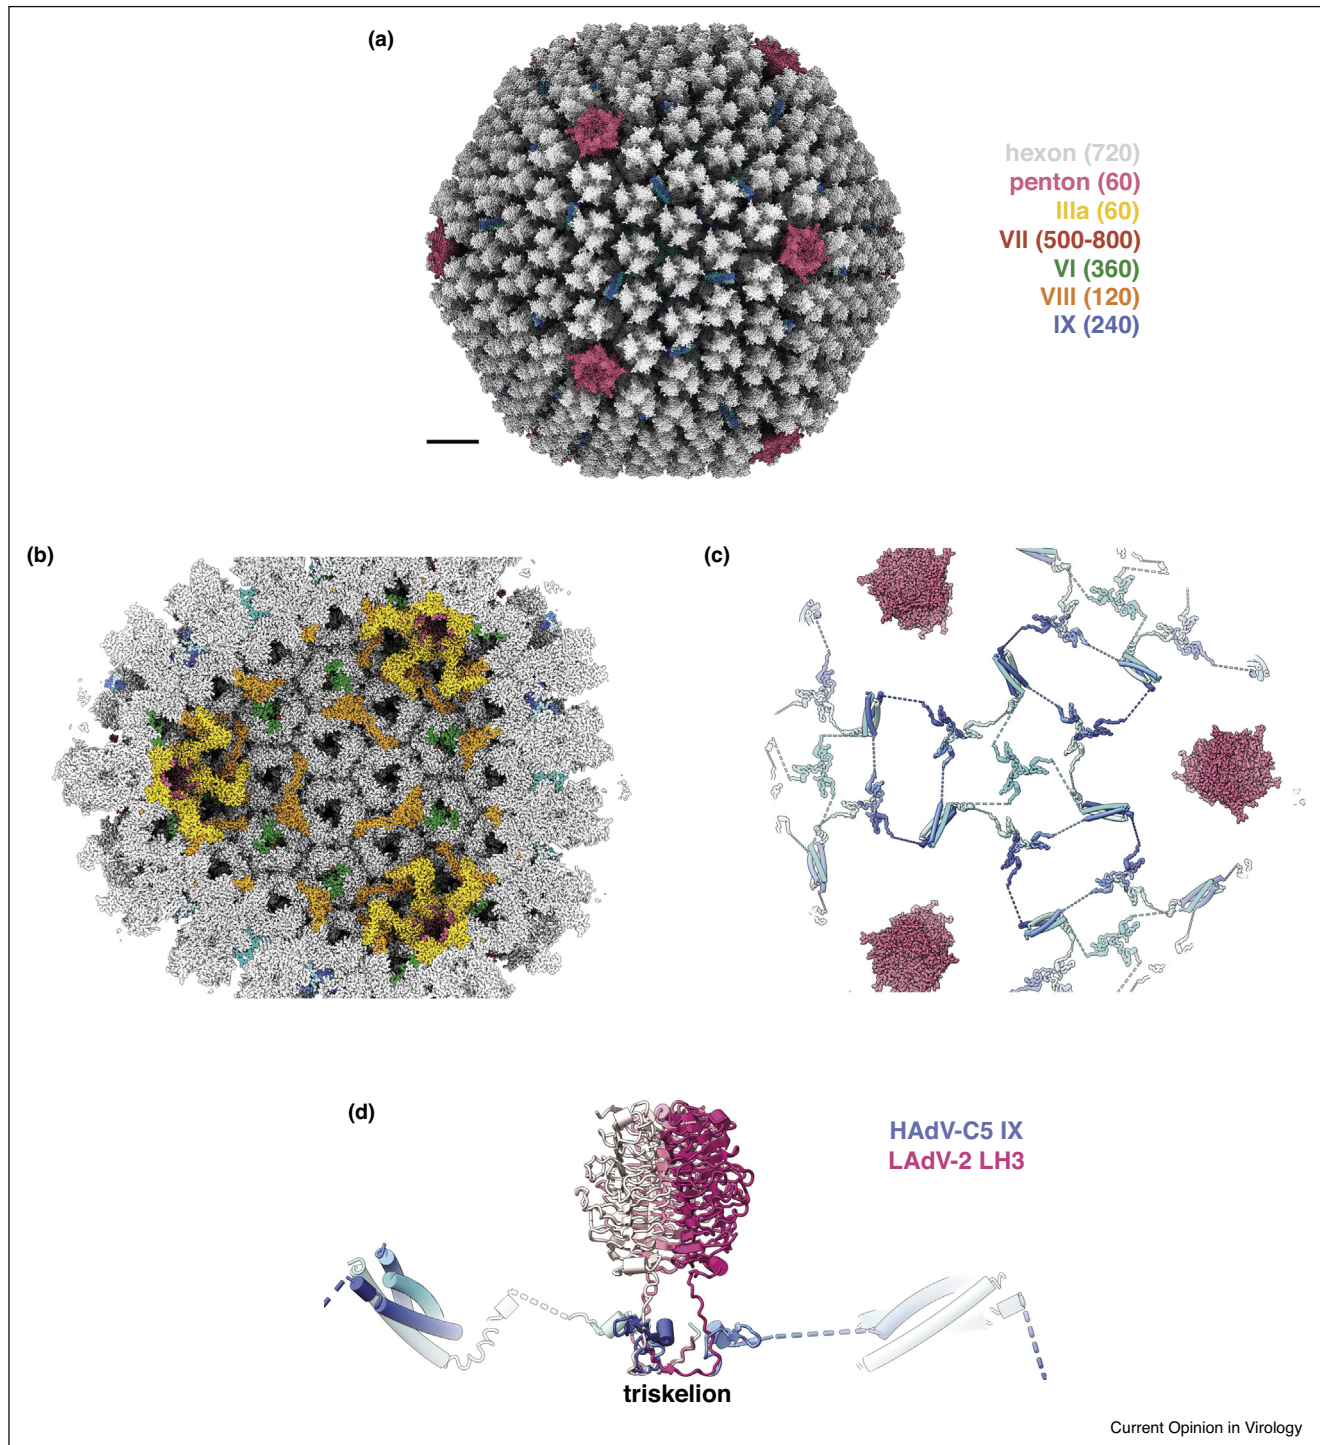 (a)
hexon (720)
penton (60)
IIIa (60)
VII (500-800)
VI (360)
VIII (120)
IX (240)
(b)
(c)
(d)
HAdV-C5 IX
LAdV-2 LH3
triskelion
Current Opinion in Virology